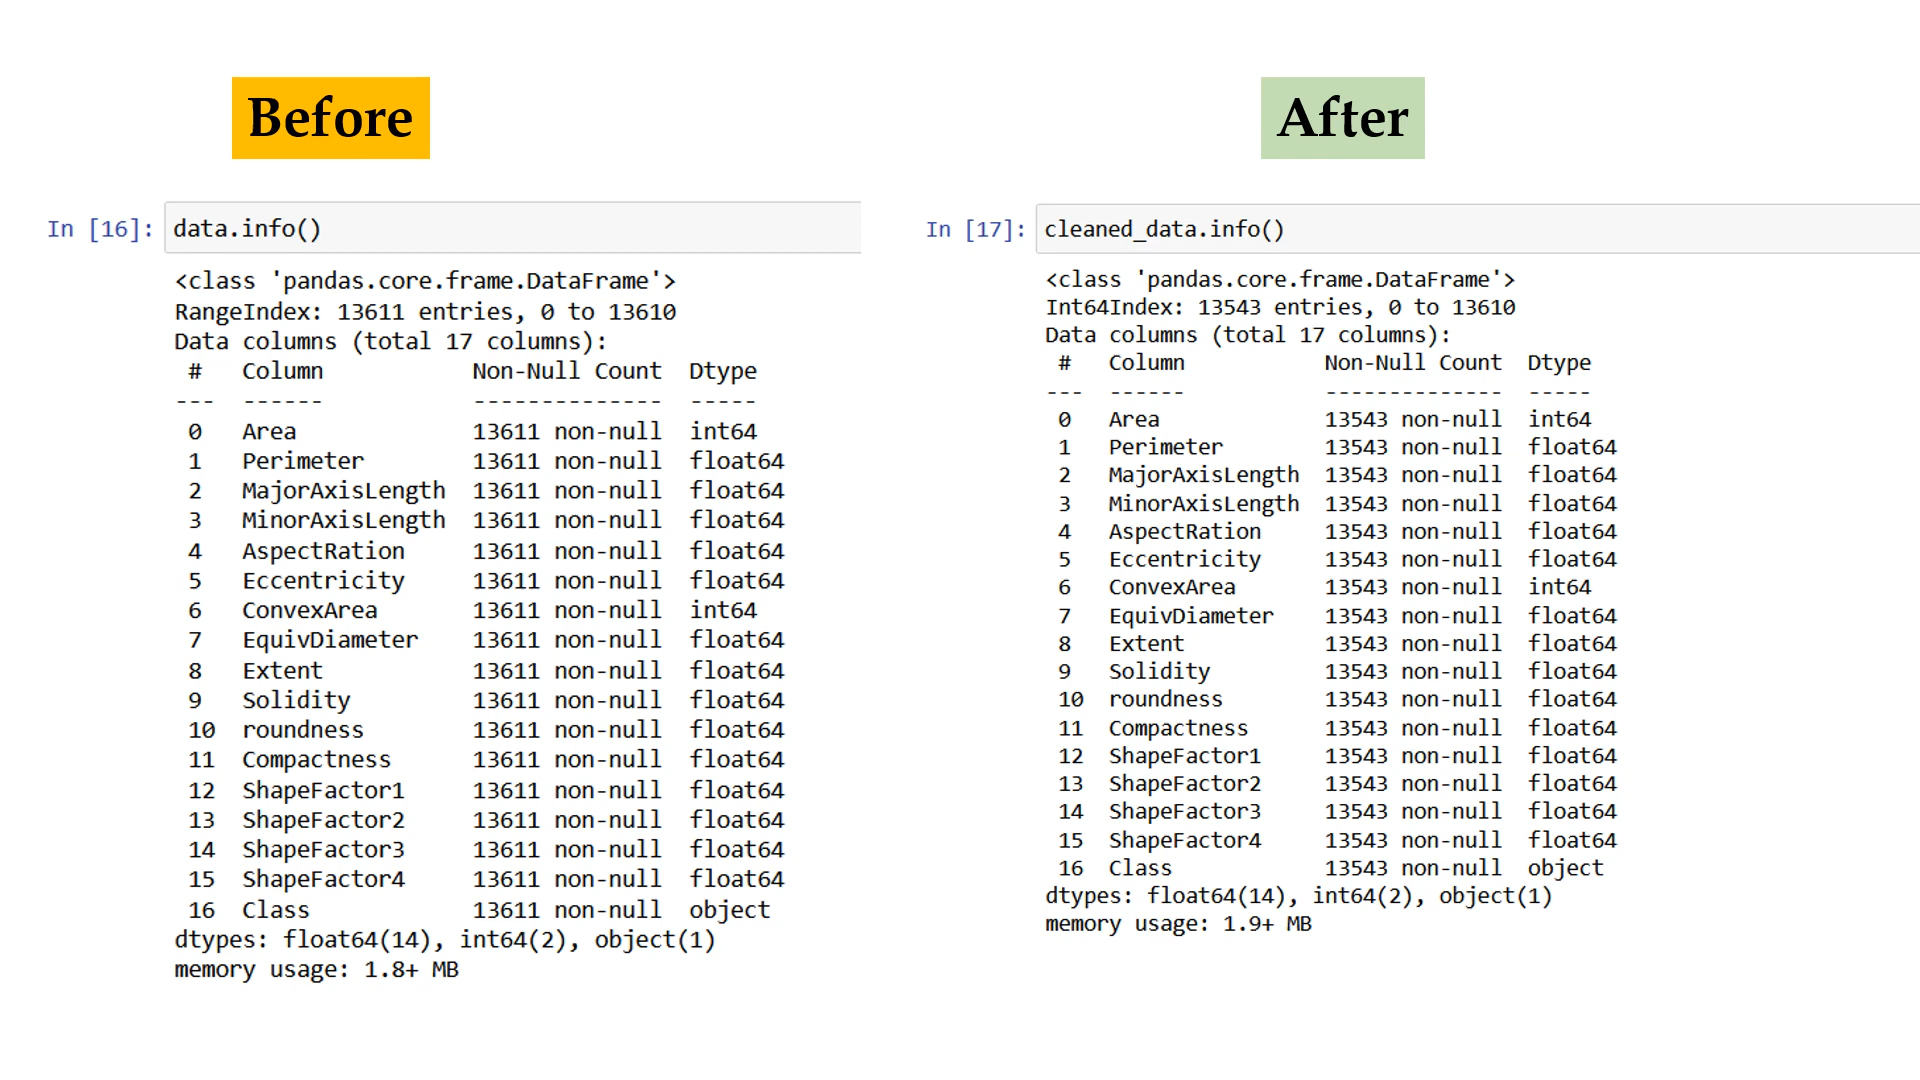 Before
In [16]: data.info()
<class 'pandas.core.frame.DataFrame'>
RangeIndex: 13611 entries, 0 to 13610
Data columns (total 17 columns):
 #   Column           Non-Null Count  Dtype
---  ------           --------------  -----
 0   Area             13611 non-null  int64
 1   Perimeter        13611 non-null  float64
 2   MajorAxisLength  13611 non-null  float64
 3   MinorAxisLength  13611 non-null  float64
 4   AspectRation     13611 non-null  float64
 5   Eccentricity     13611 non-null  float64
 6   ConvexArea       13611 non-null  int64
 7   EquivDiameter    13611 non-null  float64
 8   Extent           13611 non-null  float64
 9   Solidity         13611 non-null  float64
 10  roundness        13611 non-null  float64
 11  Compactness      13611 non-null  float64
 12  ShapeFactor1     13611 non-null  float64
 13  ShapeFactor2     13611 non-null  float64
 14  ShapeFactor3     13611 non-null  float64
 15  ShapeFactor4     13611 non-null  float64
 16  Class            13611 non-null  object
dtypes: float64(14), int64(2), object(1)
memory usage: 1.8+ MB
After
In [17]: cleaned_data.info()
<class 'pandas.core.frame.DataFrame'>
Int64Index: 13543 entries, 0 to 13610
Data columns (total 17 columns):
 #   Column           Non-Null Count  Dtype
---  ------           --------------  -----
 0   Area             13543 non-null  int64
 1   Perimeter        13543 non-null  float64
 2   MajorAxisLength  13543 non-null  float64
 3   MinorAxisLength  13543 non-null  float64
 4   AspectRation     13543 non-null  float64
 5   Eccentricity     13543 non-null  float64
 6   ConvexArea       13543 non-null  int64
 7   EquivDiameter    13543 non-null  float64
 8   Extent           13543 non-null  float64
 9   Solidity         13543 non-null  float64
 10  roundness        13543 non-null  float64
 11  Compactness      13543 non-null  float64
 12  ShapeFactor1     13543 non-null  float64
 13  ShapeFactor2     13543 non-null  float64
 14  ShapeFactor3     13543 non-null  float64
 15  ShapeFactor4     13543 non-null  float64
 16  Class            13543 non-null  object
dtypes: float64(14), int64(2), object(1)
memory usage: 1.9+ MB